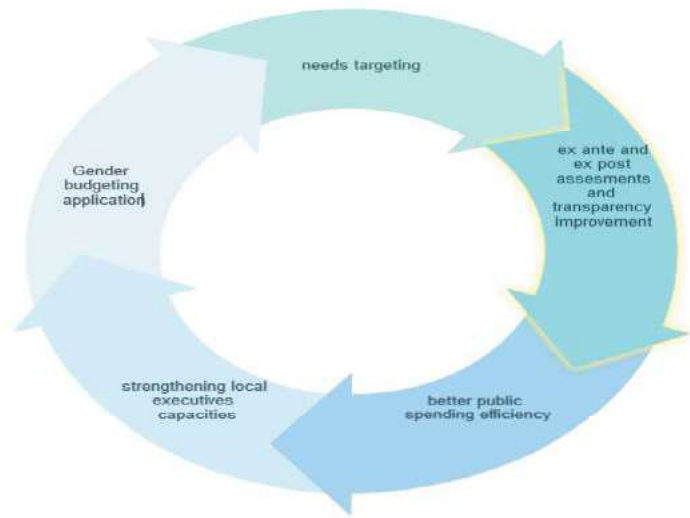 needs targeting
ex ante and
ex post
assesments
and
transparency
improvement
better public
spending efficiency
strengthening local
executives
capacities
Gender
budgeting
application